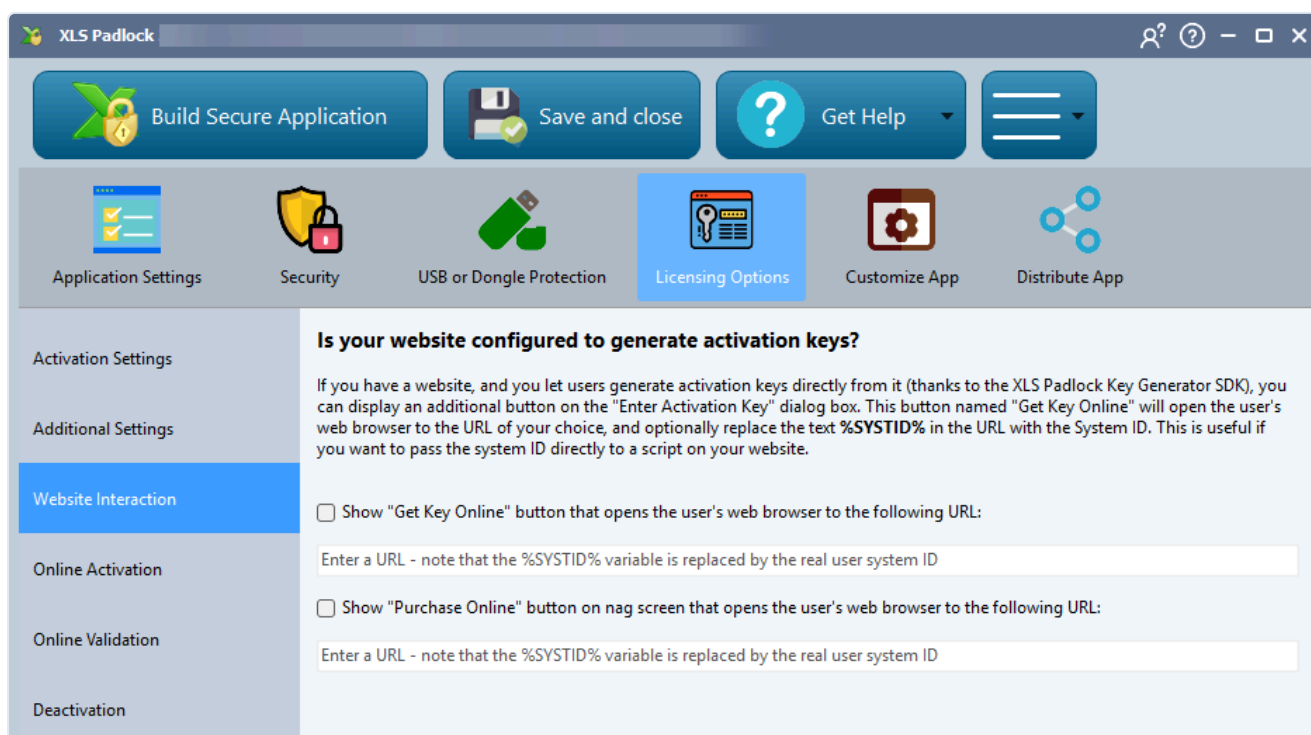 XLS Padlock
Build Secure Application
Save and close
Get Help
Application Settings
Security
USB or Dongle Protection
Licensing Options
Customize App
Distribute App
Activation Settings
Additional Settings
Website Interaction
Online Activation
Online Validation
Deactivation
Is your website configured to generate activation keys?
If you have a website, and you let users generate activation keys directly from it (thanks to the XLS Padlock Key Generator SDK), you
can display an additional button on the "Enter Activation Key" dialog box. This button named "Get Key Online" will open the user's
web browser to the URL of your choice, and optionally replace the text %SYSTID% in the URL with the System ID. This is useful if
you want to pass the system ID directly to a script on your website.
Show "Get Key Online" button that opens the user's web browser to the following URL:
Enter a URL - note that the %SYSTID% variable is replaced by the real user system ID
Show "Purchase Online" button on nag screen that opens the user's web browser to the following URL:
Enter a URL - note that the %SYSTID% variable is replaced by the real user system ID